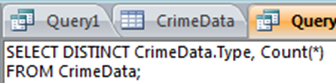 Query1 CrimeData Query
SELECT DISTINCT CrimeData.Type, Count(*)
FROM CrimeData;